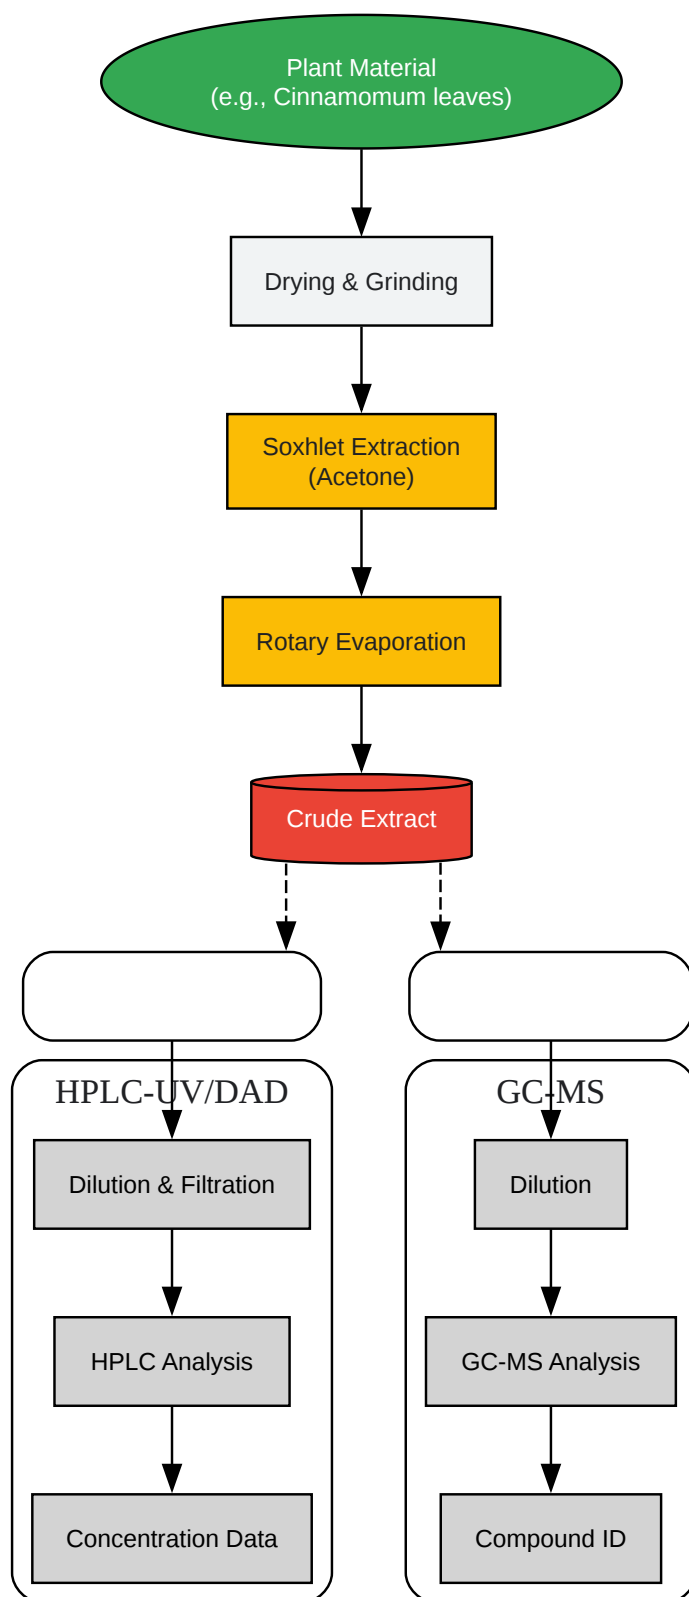 Plant Material
(e.g., Cinnamomum leaves)
Drying & Grinding
Soxhlet Extraction
(Acetone)
Rotary Evaporation
Crude Extract
HPLC-UV/DAD
Dilution & Filtration
HPLC Analysis
Concentration Data
GC-MS
Dilution
GC-MS Analysis
Compound ID